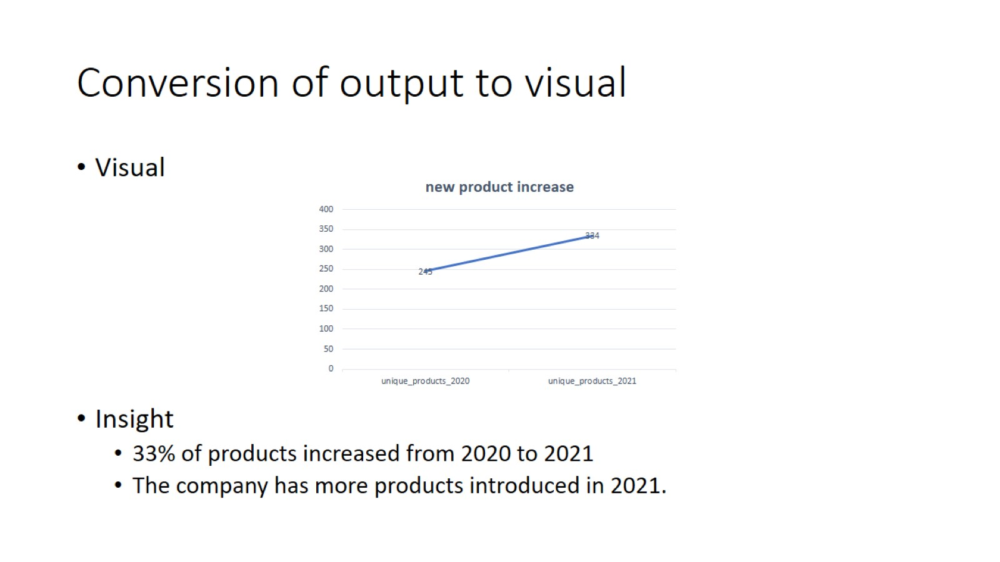 Conversion of output to visual
• Visual
new product increase
400
350
334
300
250
245
200
150
100
50
0
unique_products_2020 unique_products_2021
• Insight
• 33% of products increased from 2020 to 2021
• The company has more products introduced in 2021.